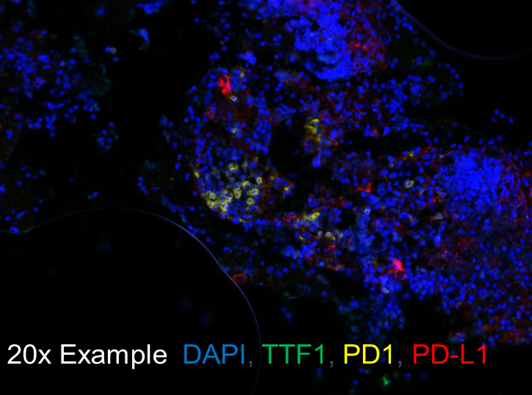 20x Example DAPI, TTF1, PD1, PD-L1